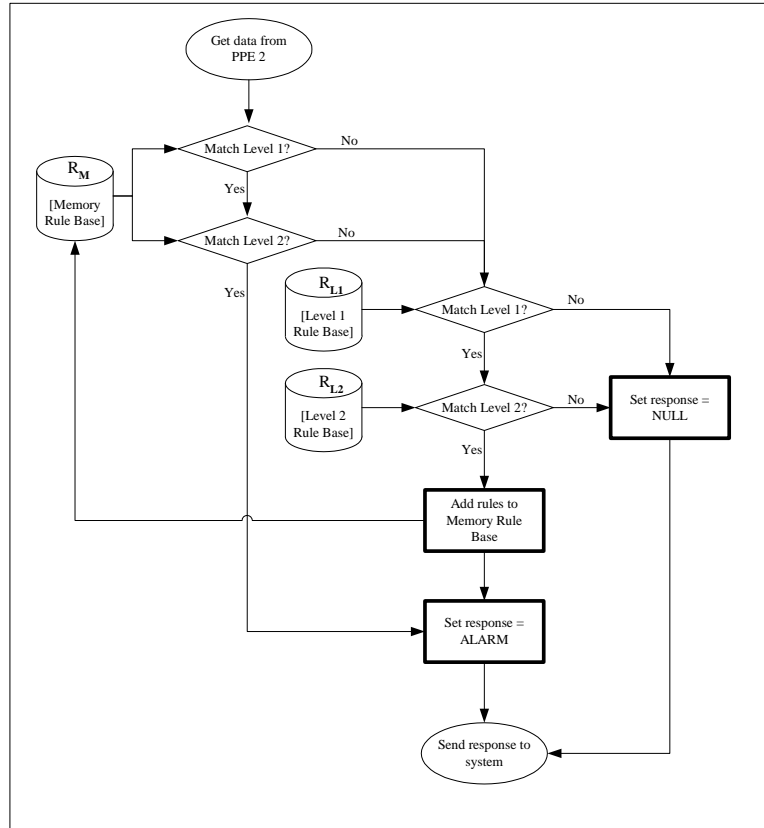 Get data from
PPE 2
Match Level 1?
No
Yes
R_M
[Memory
Rule Base]
Match Level 2?
No
Yes
R_L1
[Level 1
Rule Base]
Match Level 1?
No
Yes
R_L2
[Level 2
Rule Base]
Match Level 2?
No
Yes
Set response =
NULL
Add rules to
Memory Rule
Base
Set response =
ALARM
Send response to
system